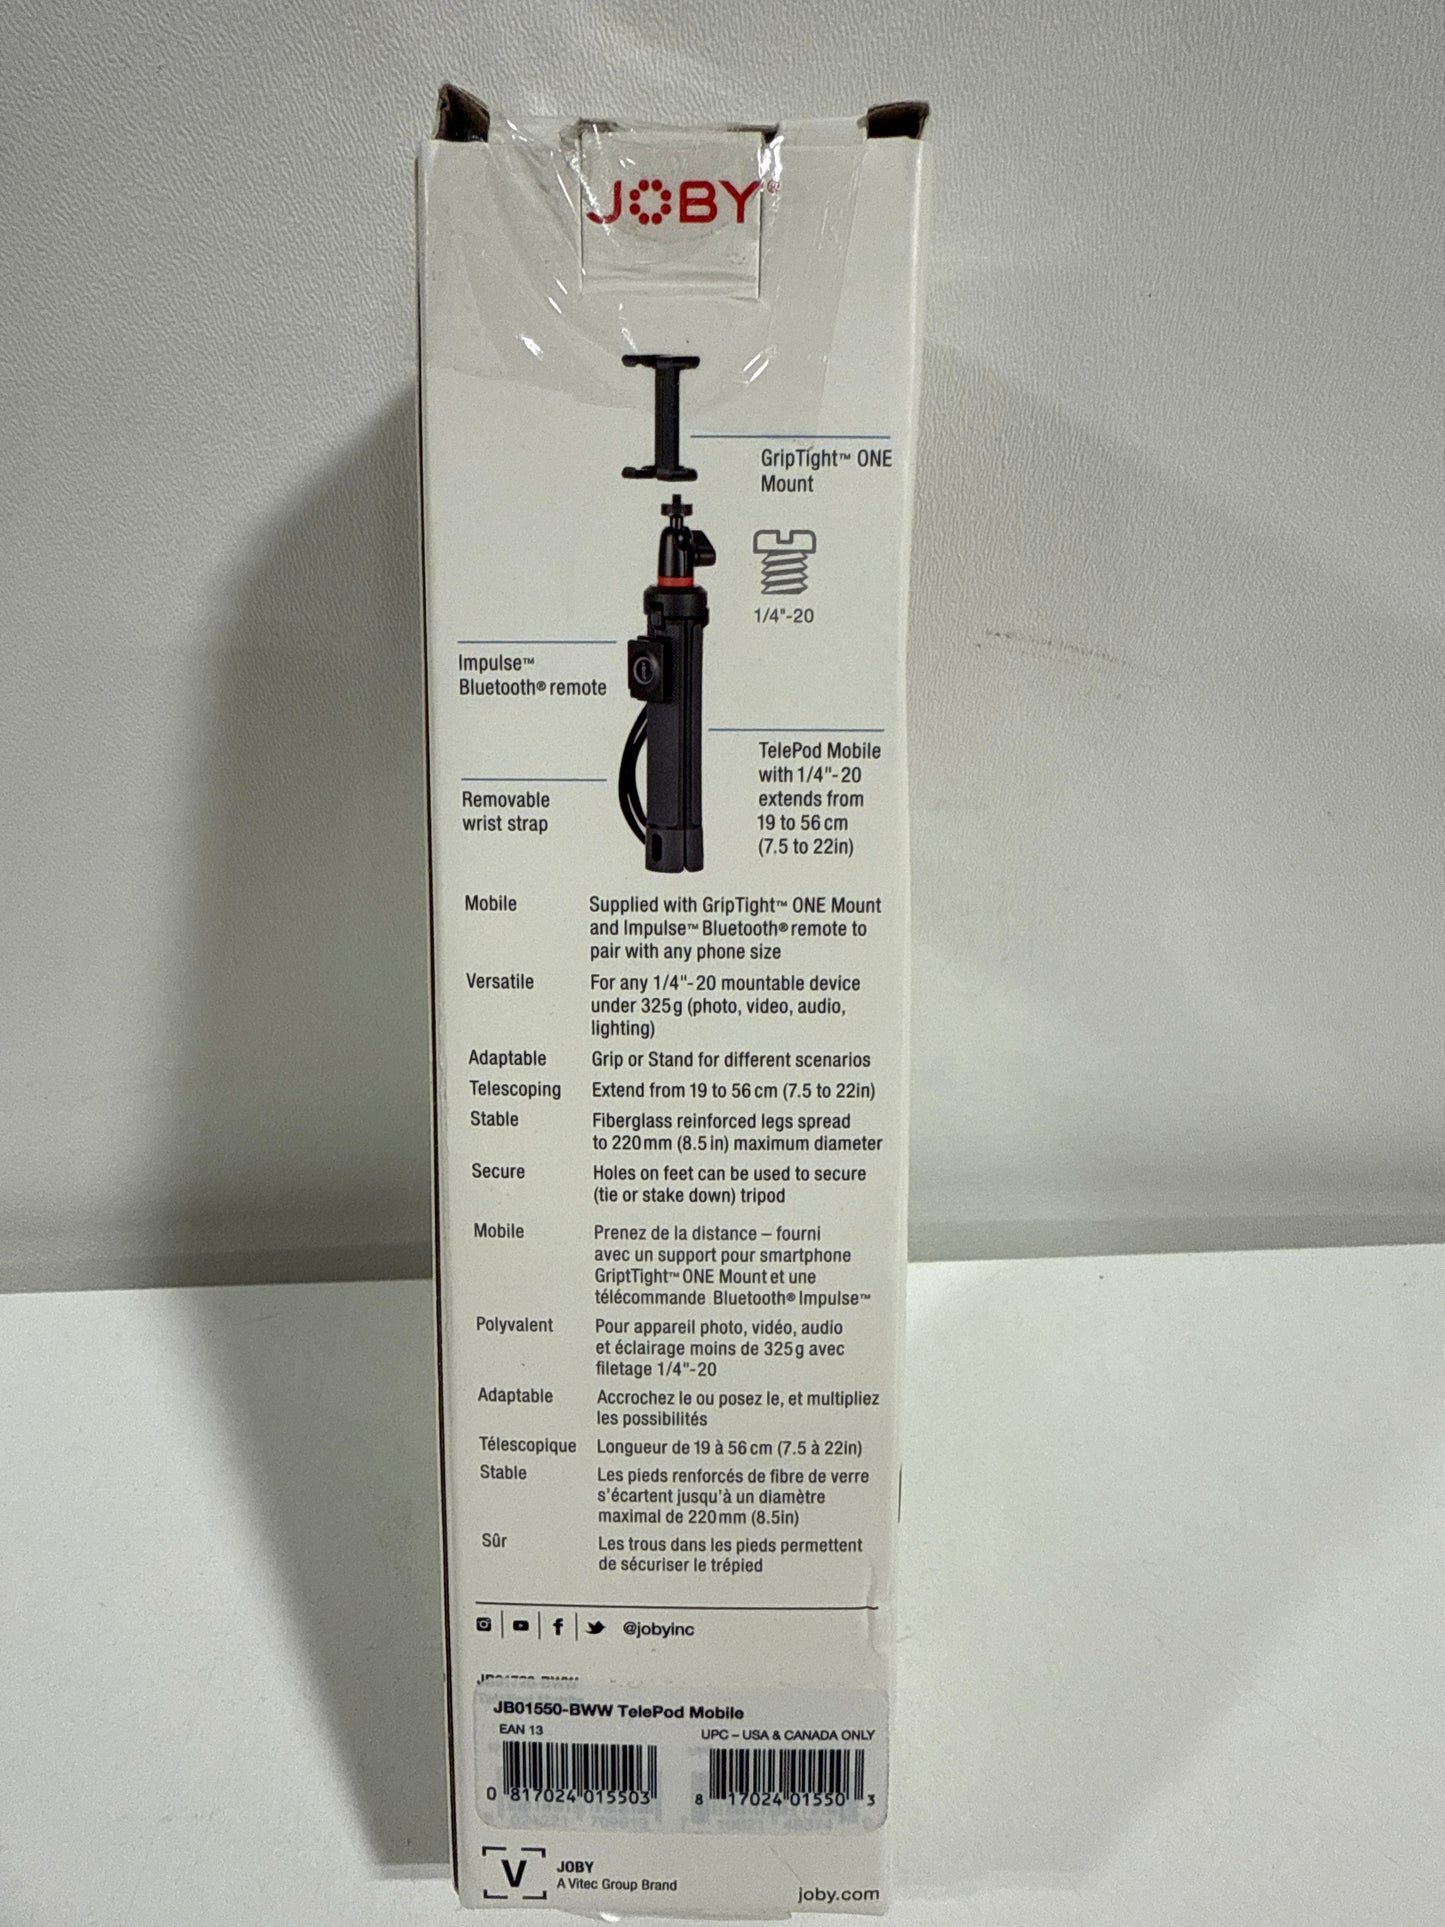 JOBY®
GripTight™ ONE
Mount
1/4"-20
Impulse™
Bluetooth® remote
TelePod Mobile
with 1/4"-20
extends from
19 to 56 cm
(7.5 to 22in)
Removable
wrist strap
Mobile Supplied with GripTight™ ONE Mount
and Impulse™ Bluetooth® remote to
pair with any phone size
Versatile For any 1/4"-20 mountable device
under 325g (photo, video, audio,
lighting)
Adaptable Grip or Stand for different scenarios
Telescoping Extend from 19 to 56 cm (7.5 to 22in)
Stable Fiberglass reinforced legs spread
to 220mm (8.5 in) maximum diameter
Secure Holes on feet can be used to secure
(tie or stake down) tripod
Mobile Prenez de la distance – fourni
avec un support pour smartphone
GriptTight™ ONE Mount et une
télécommande Bluetooth® Impulse™
Polyvalent Pour appareil photo, vidéo, audio
et éclairage moins de 325g avec
filetage 1/4"-20
Adaptable Accrochez le ou posez le, et multipliez
les possibilités
Télescopique Longueur de 19 à 56 cm (7.5 à 22in)
Stable Les pieds renforcés de fibre de verre
s'écartent jusqu'à un diamètre
maximal de 220mm (8.5in)
Sûr Les trous dans les pieds permettent
de sécuriser le trépied
@jobyinc
JB01550-BWW TelePod Mobile
EAN 13 UPC – USA & CANADA ONLY
0 817024 015503 8 17024 01550 3
V JOBY
A Vitec Group Brand
joby.com